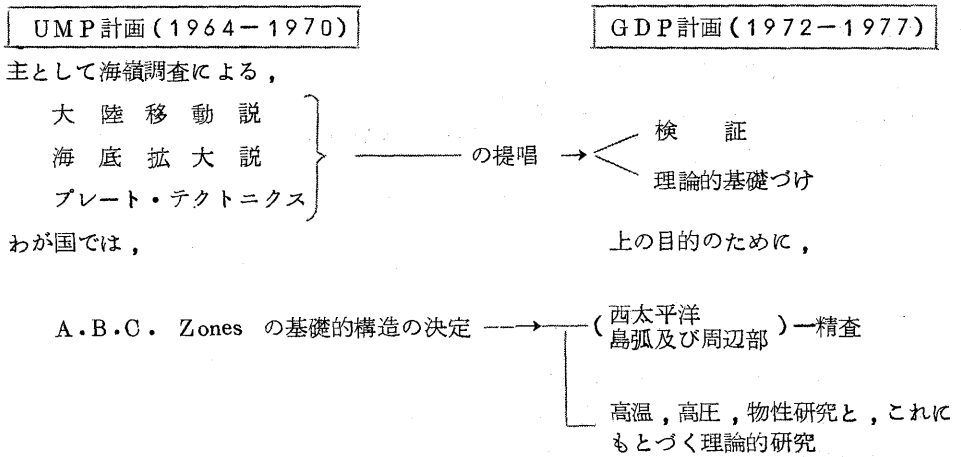 UMP計画(1964－1970)
GDP計画(1972－1977)
主として海嶺調査による，
大陸移動説
海底拡大説
プレート・テクトニクス
の提唱
検証
理論的基礎づけ
わが国では，
上の目的のために，
A.B.C. Zones の基礎的構造の決定
(西太平洋
島弧及び周辺部)
精査
高温，高圧，物性研究と，これに
もとづく理論的研究